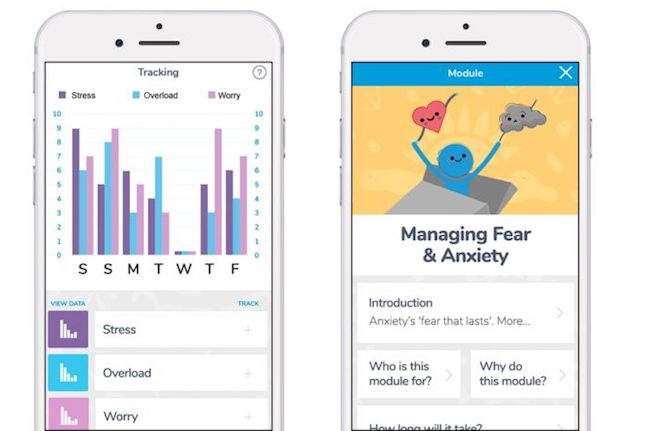 Tracking
?
Stress
Overload
Worry
10
9
8
7
6
5
4
3
2
1
0
10
9
8
7
6
5
4
3
2
1
0
S S M T W T F
VIEW DATA
TRACK
Stress +
Overload +
Worry +
Module
Managing Fear
& Anxiety
Introduction
Anxiety's 'fear that lasts'. More...
Who is this
module for?
Why do
this module?
How long will it take?